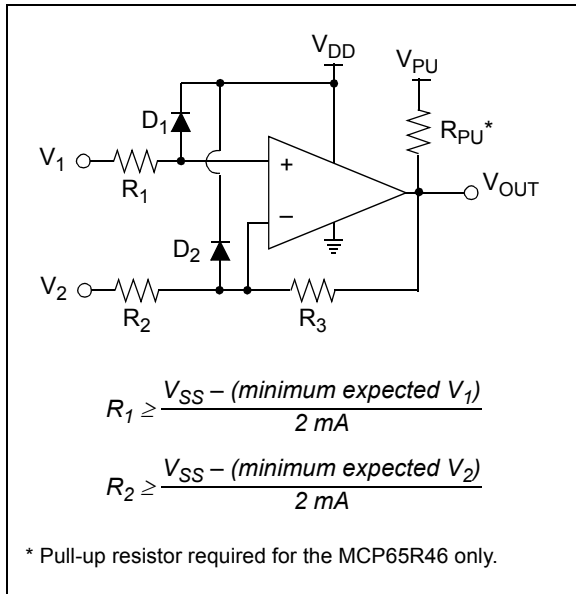 V_DD
V_PU
D_1
R_PU*
V_1
R_1
+
V_OUT
–
D_2
V_2
R_2
R_3
R_1 ≥ V_SS – (minimum expected V_1) / 2 mA
R_2 ≥ V_SS – (minimum expected V_2) / 2 mA
* Pull-up resistor required for the MCP65R46 only.